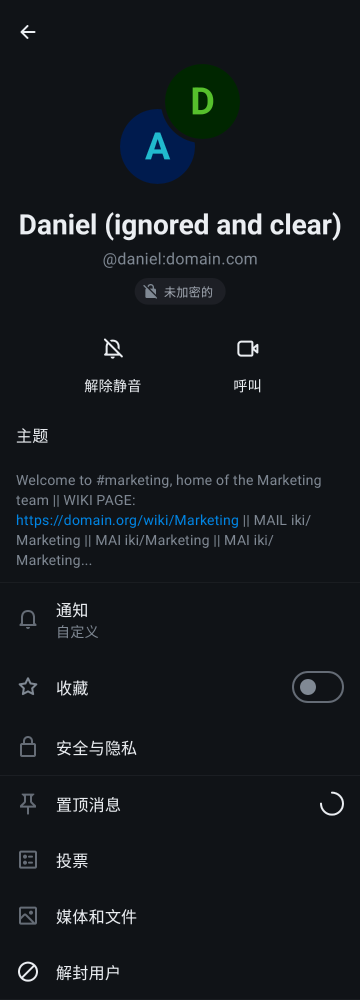 D
A
Daniel (ignored and clear)
@daniel:domain.com
未加密的
解除静音
呼叫
主题
Welcome to #marketing, home of the Marketing
team || WIKI PAGE:
https://domain.org/wiki/Marketing || MAIL iki/
Marketing || MAI iki/Marketing || MAI iki/
Marketing...
通知
自定义
收藏
安全与隐私
置顶消息
投票
媒体和文件
解封用户